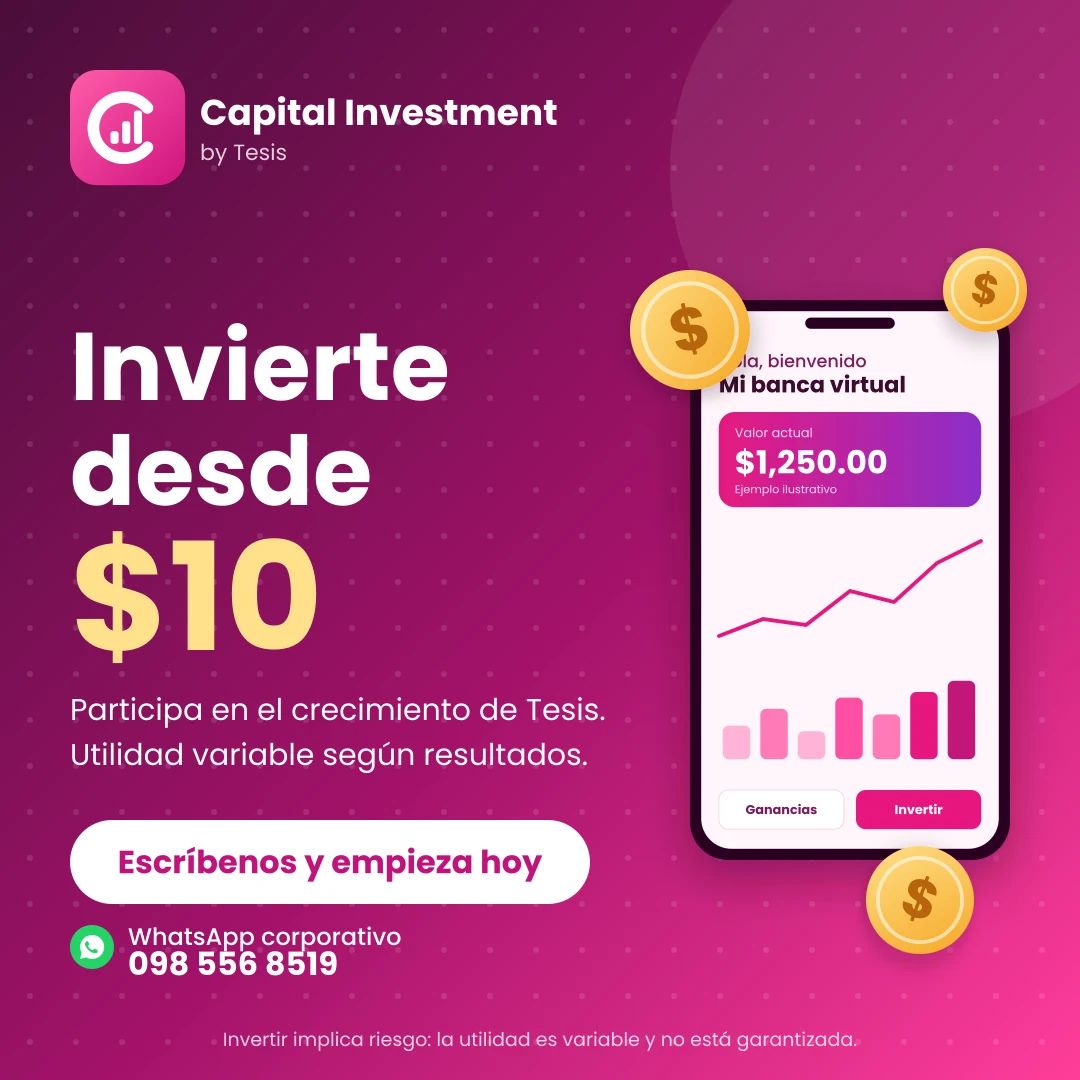 Capital Investment
by Tesis
Invierte
desde
$10
Participa en el crecimiento de Tesis.
Utilidad variable según resultados.
Escríbenos y empieza hoy
WhatsApp corporativo
098 556 8519
$
$
la, bienvenido
Mi banca virtual
Valor actual
$1,250.00
Ejemplo ilustrativo
Ganancias
Invertir
$
Invertir implica riesgo: la utilidad es variable y no está garantizada.